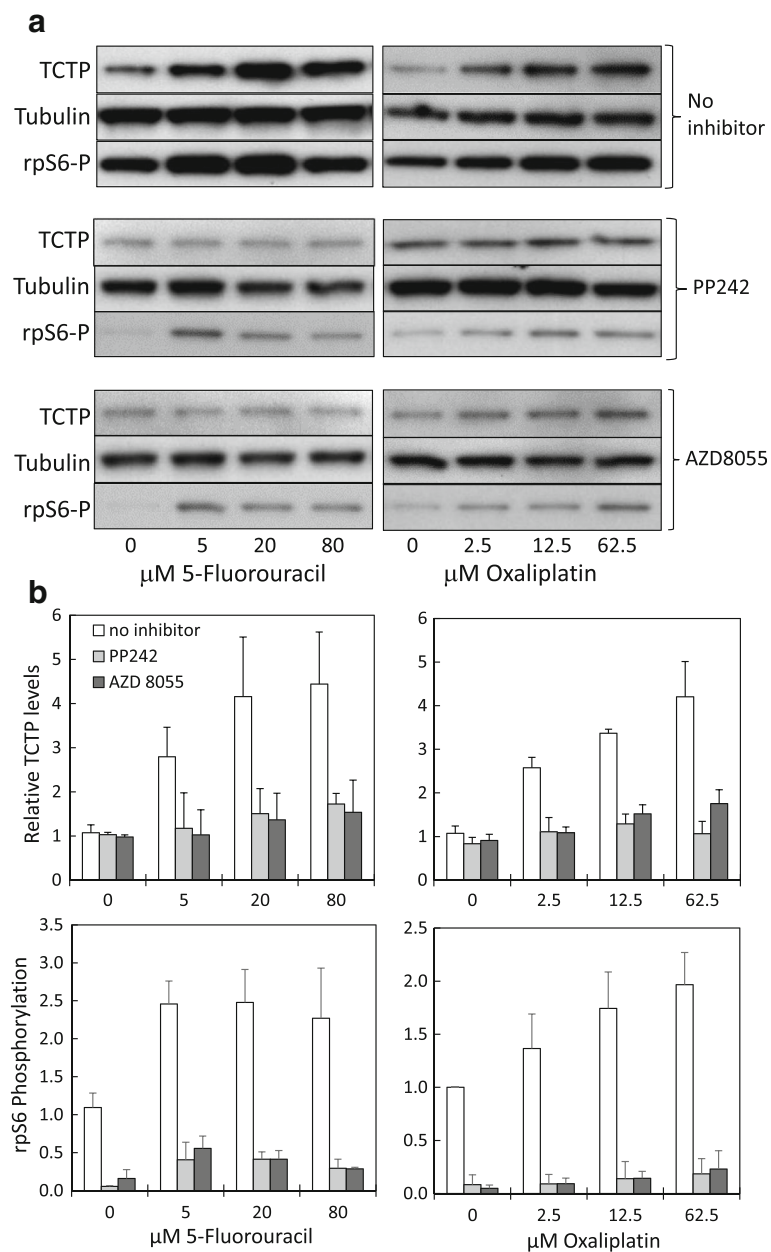 a
TCTP
Tubulin
rpS6-P
No
inhibitor
TCTP
Tubulin
rpS6-P
PP242
TCTP
Tubulin
rpS6-P
AZD8055
0 5 20 80
0 2.5 12.5 62.5
µM 5-Fluorouracil
µM Oxaliplatin
b
Relative TCTP levels
6
5
4
3
2
1
0
no inhibitor
PP242
AZD 8055
0 5 20 80
6
5
4
3
2
1
0
0 2.5 12.5 62.5
rpS6 Phosphorylation
3.5
3.0
2.5
2.0
1.5
1.0
0.5
0.0
0 5 20 80
µM 5-Fluorouracil
2.5
2.0
1.5
1.0
0.5
0.0
0 2.5 12.5 62.5
µM Oxaliplatin